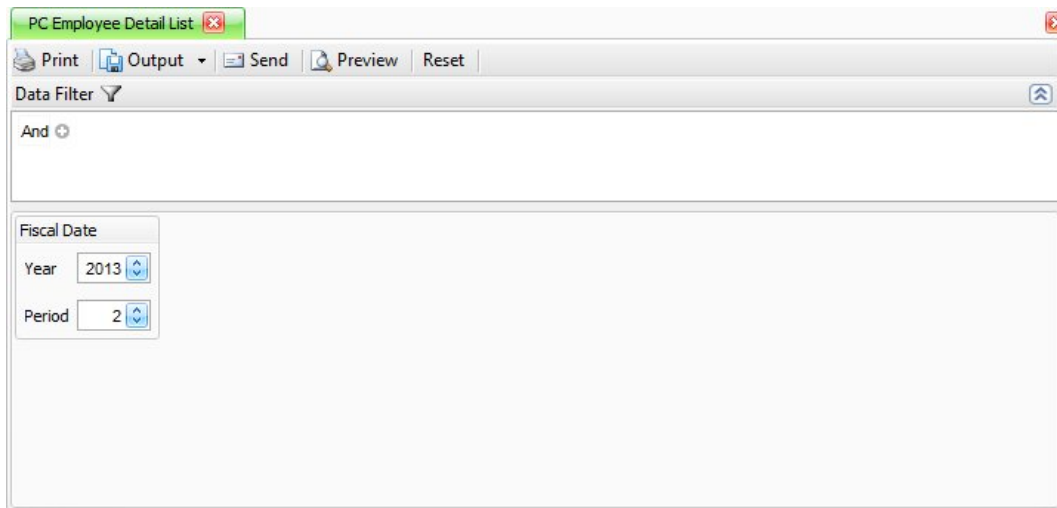 PC Employee Detail List
Print Output Send Preview Reset
Data Filter
And
Fiscal Date
Year 2013
Period 2